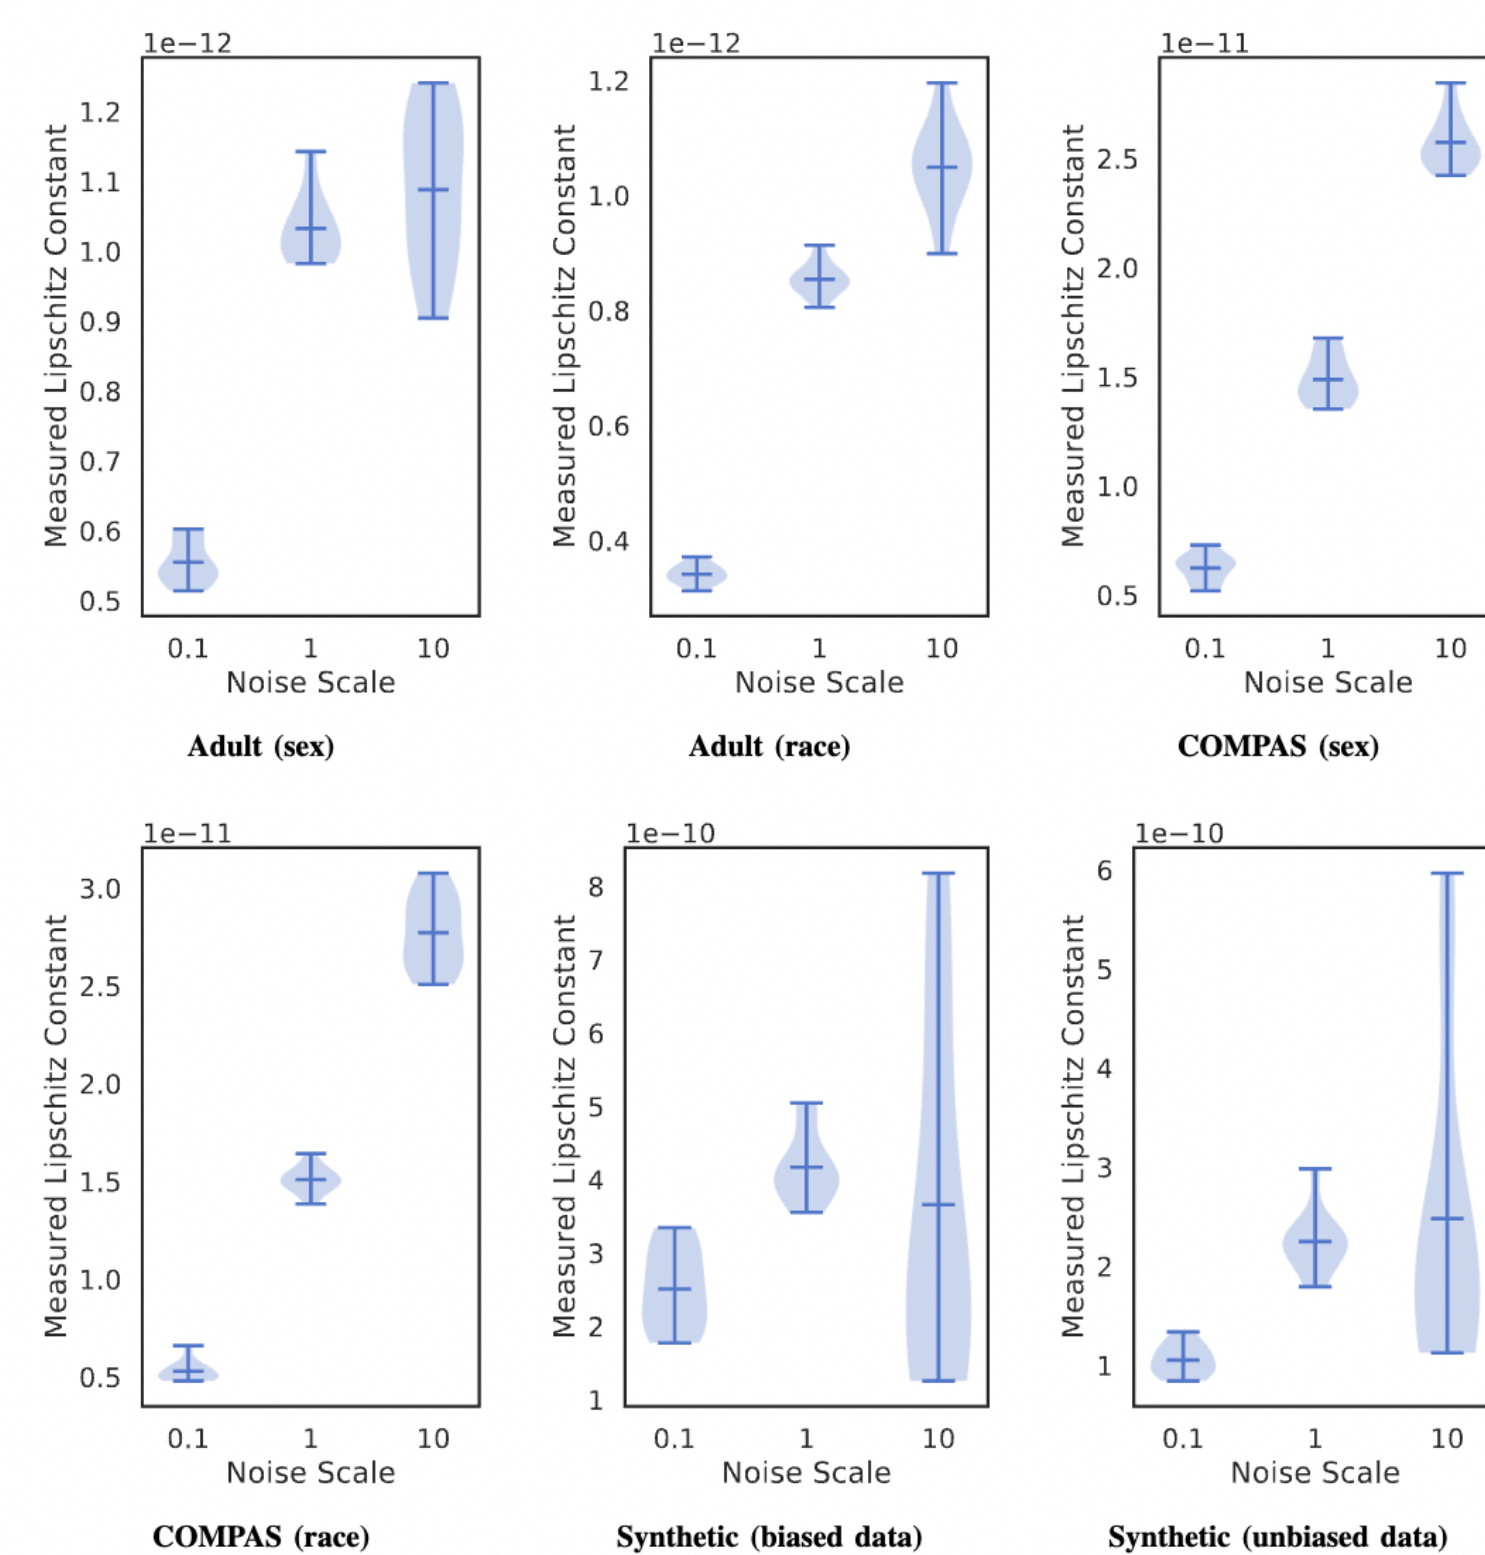 1e−12
Measured Lipschitz Constant
1.2
1.1
1.0
0.9
0.8
0.7
0.6
0.5
0.1 1 10
Noise Scale
Adult (sex)
1e−12
Measured Lipschitz Constant
1.2
1.0
0.8
0.6
0.4
0.1 1 10
Noise Scale
Adult (race)
1e−11
Measured Lipschitz Constant
2.5
2.0
1.5
1.0
0.5
0.1 1 10
Noise Scale
COMPAS (sex)
1e−11
Measured Lipschitz Constant
3.0
2.5
2.0
1.5
1.0
0.5
0.1 1 10
Noise Scale
COMPAS (race)
1e−10
Measured Lipschitz Constant
8
7
6
5
4
3
2
1
0.1 1 10
Noise Scale
Synthetic (biased data)
1e−10
Measured Lipschitz Constant
6
5
4
3
2
1
0.1 1 10
Noise Scale
Synthetic (unbiased data)